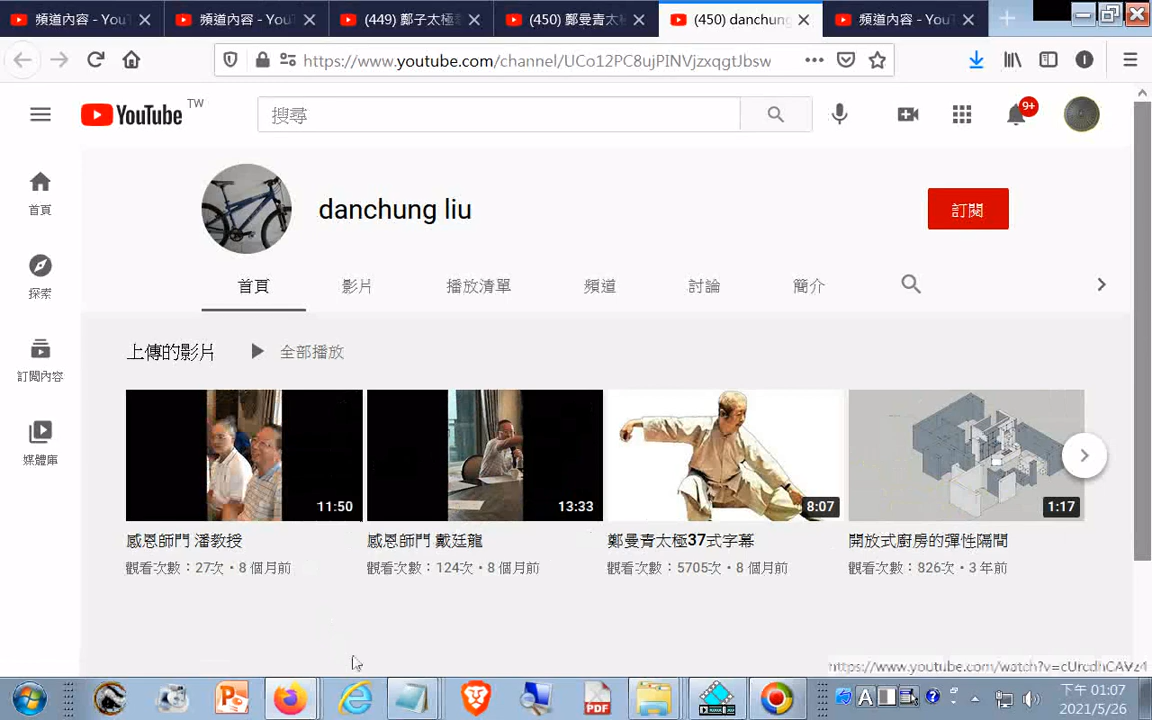 頻道內容 - You
頻道內容 - You
(449) 鄭子太極
(450) 鄭曼青太
(450) danchung
頻道內容 - You
https://www.youtube.com/channel/UCo12PC8ujPINVjzxqgtJbsw
YouTube TW
搜尋
9+
首頁
探索
訂閱內容
媒體庫
danchung liu
訂閱
首頁 影片 播放清單 頻道 討論 簡介
上傳的影片 全部播放
11:50
13:33
8:07
1:17
感恩師門 潘教授
觀看次數：27次・8 個月前
感恩師門 戴廷龍
觀看次數：124次・8 個月前
鄭曼青太極37式字幕
觀看次數：5705次・8 個月前
開放式廚房的彈性隔間
觀看次數：826次・3 年前
https://www.youtube.com/watch?v=cUrcdhCAVz4
PDF
A
下午 01:07
2021/5/26